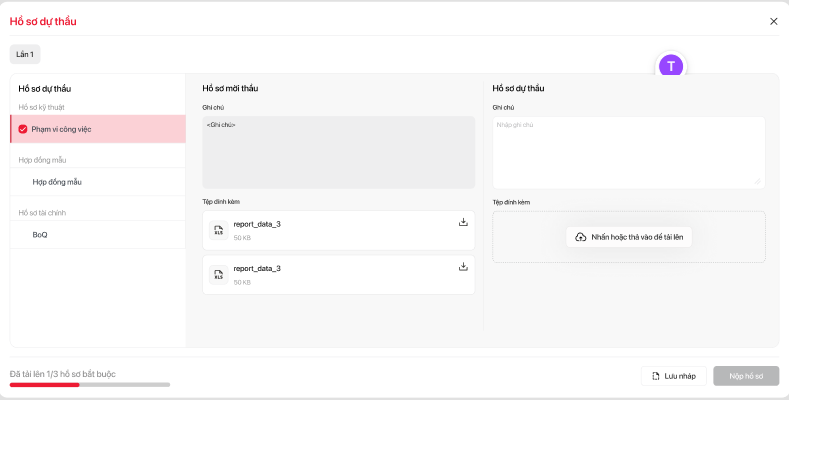 Hồ sơ dự thầu
Lần 1
T
Hồ sơ dự thầu
Hồ sơ kỹ thuật
Phạm vi công việc
Hợp đồng mẫu
Hợp đồng mẫu
Hồ sơ tài chính
BoQ
Hồ sơ mời thầu
Ghi chú
<Ghi chú>
Tệp đính kèm
XLS
report_data_3
50 KB
XLS
report_data_3
50 KB
Hồ sơ dự thầu
Ghi chú
Nhập ghi chú
Tệp đính kèm
Nhấn hoặc thả vào để tải lên
Đã tải lên 1/3 hồ sơ bắt buộc
Lưu nháp
Nộp hồ sơ